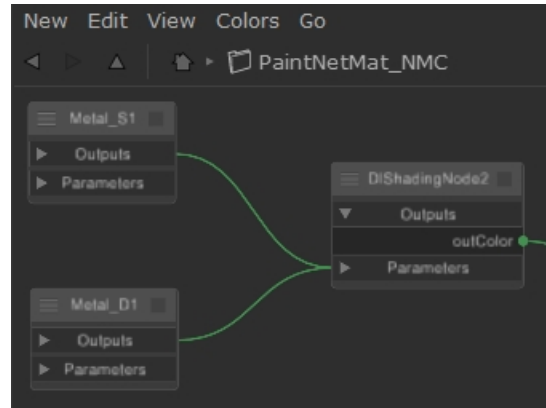 New Edit View Colors Go
PaintNetMat_NMC
Metal_S1
Outputs
Parameters
DlShadingNode2
Outputs
outColor
Parameters
Metal_D1
Outputs
Parameters